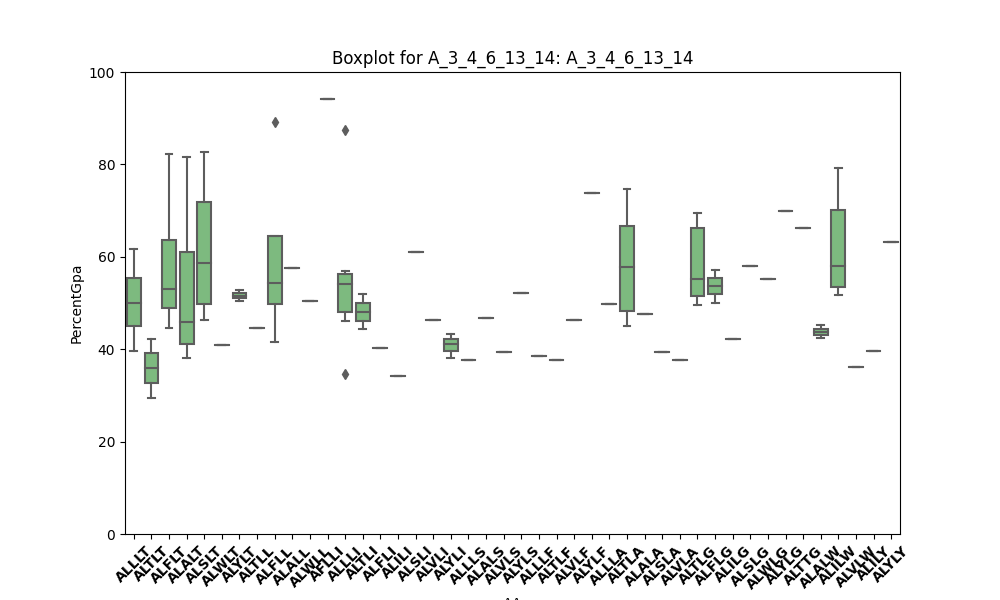 Boxplot for A_3_4_6_13_14: A_3_4_6_13_14
100
80
60
40
20
0
PercentGpa
ALLLT ALTLT ALFLT ALALT ALSLT ALWLT ALYLT ALTLL ALFLL ALALL ALWLL AFLLI ALLLI ALTLI ALFLI ALILI ALSLI ALVLI ALYLI ALLLS ALALS ALVLS ALYLS ALLLF ALTLF ALVLF ALYLF ALLLA ALTLA ALALA ALSLA ALVLA ALTLG ALFLG ALILG ALSLG ALWLG ALYLG ALTTG ALALW ALILW ALVLW ALILY ALYLY